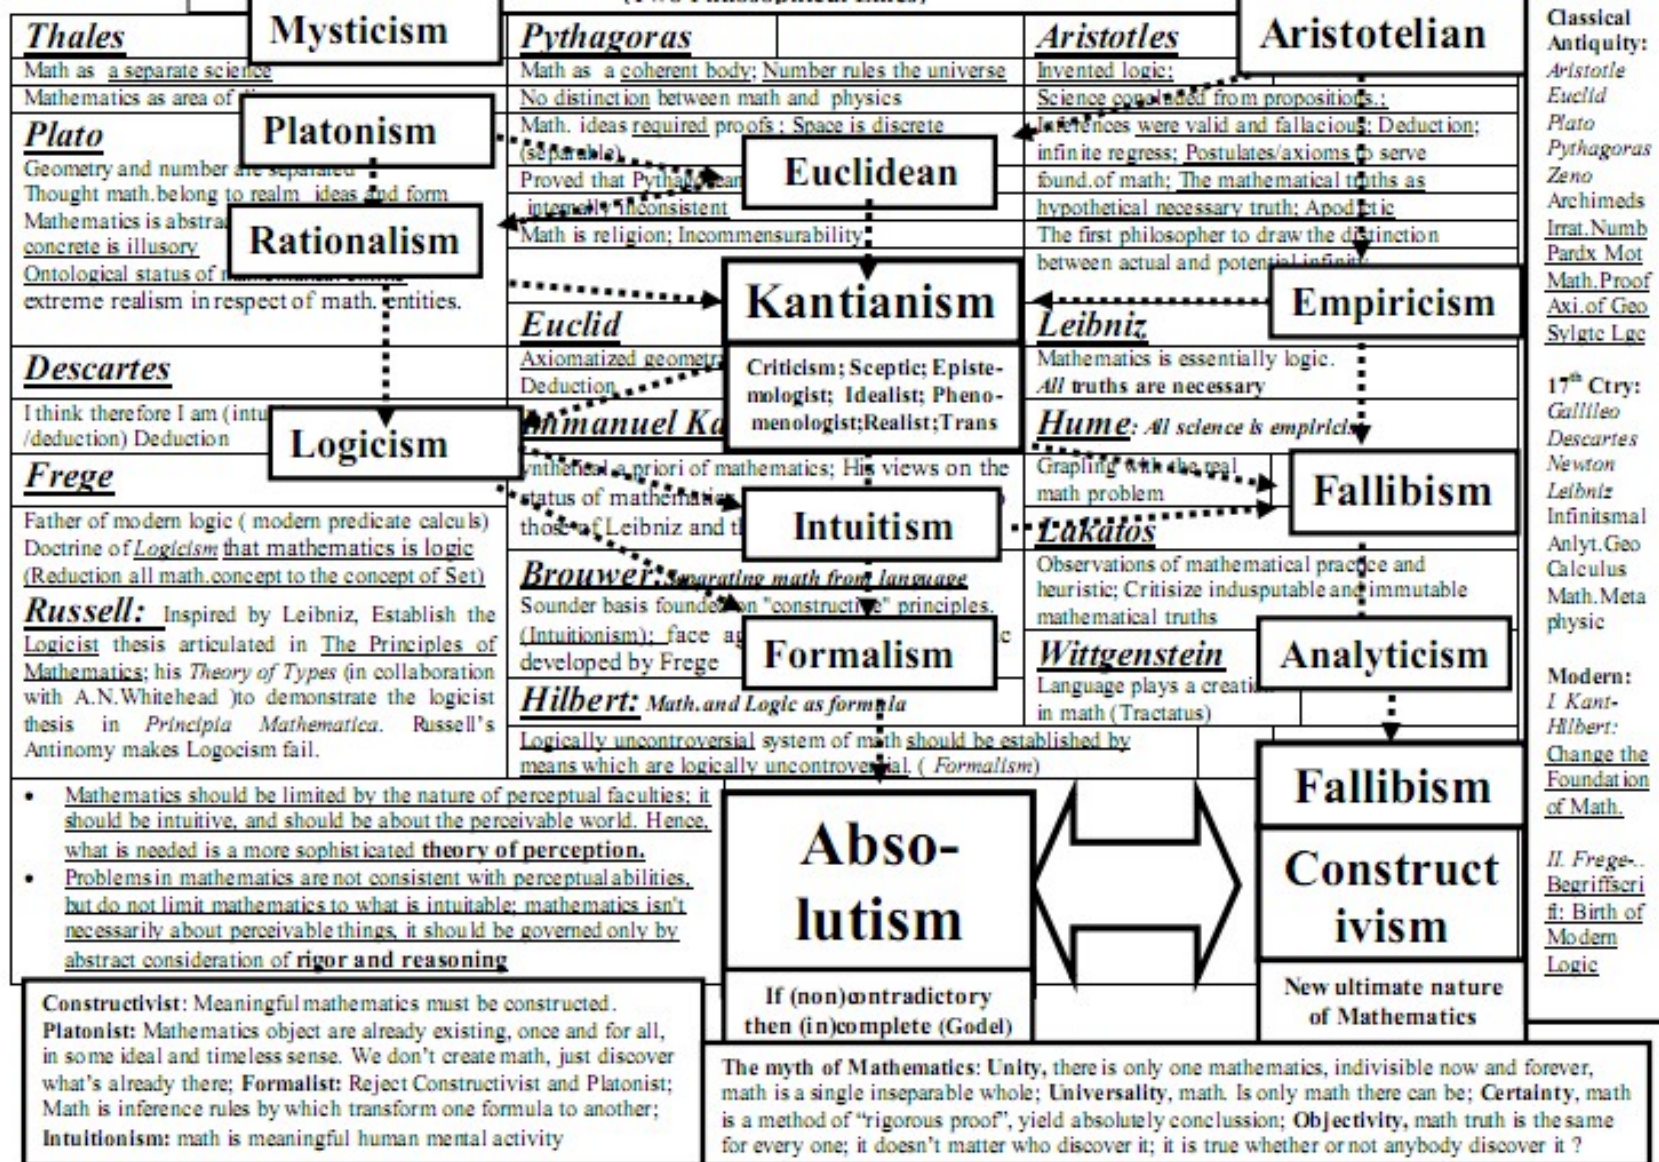 Mysticism
Aristotelian
Thales
Math as a separate science
Mathematics as area of
Platonism
Plato
Geometry and number are separated
Thought math.belong to realm ideas and form
Mathematics is abstra
concrete is illusory
Rationalism
Ontological status of
extreme realism in respect of math. entities.
Descartes
I think therefore I am (intu
/deduction) Deduction
Logicism
Frege
Father of modern logic ( modern predicate calculs)
Doctrine of Logicism that mathematics is logic
(Reduction all math.concept to the concept of Set)
Russell: Inspired by Leibniz, Establish the
Logicist thesis articulated in The Principles of
Mathematics; his Theory of Types (in collaboration
with A.N.Whitehead )to demonstrate the logicist
thesis in Principia Mathematica. Russell's
Antinomy makes Logocism fail.
Pythagoras
Math as a coherent body; Number rules the universe
No distinction between math and physics
Math. ideas required proofs ; Space is discrete
(separable)
Proved that
internally inconsistent
Math is religion; Incommensurability
Euclidean
Kantianism
Criticism; Sceptic; Episte-
mologist; Idealist; Pheno-
menologist;Realist;Trans
Euclid
Axiomatized geometr
Deduction
Immanuel Ka
ynthetical a priori of mathematics; His views on the
status of mathematic
those of Leibniz and th
Intuitism
Brouwer:Separating math from language
Sounder basis founded on "constructive" principles.
(Intuitionism); face ag
developed by Frege
Formalism
Hilbert: Math.and Logic as formula
Logically uncontroversial system of math should be established by
means which are logically uncontroversial. ( Formalism)
Aristotles
Invented logic;
Science concluded from propositions.;
Inferences were valid and fallacious; Deduction;
infinite regress; Postulates/axioms to serve
found.of math; The mathematical truths as
hypothetical necessary truth; Apodictic
The first philosopher to draw the distinction
between actual and potential infinity
Empiricism
Leibniz
Mathematics is essentially logic.
All truths are necessary
Hume: All science is empiricis
Grapling with the real
math problem
Fallibism
Lakatos
Observations of mathematical practice and
heuristic; Critisize indusputable and immutable
mathematical truths
Wittgenstein
Language plays a creati
in math (Tractatus)
Analyticism
Fallibism
Construct
ivism
New ultimate nature
of Mathematics
Abso-
lutism
If (non)contradictory
then (in)complete (Godel)
• Mathematics should be limited by the nature of perceptual faculties; it
should be intuitive, and should be about the perceivable world. Hence,
what is needed is a more sophisticated theory of perception.
• Problems in mathematics are not consistent with perceptual abilities,
but do not limit mathematics to what is intuitable; mathematics isn't
necessarily about perceivable things, it should be governed only by
abstract consideration of rigor and reasoning
Constructivist: Meaningful mathematics must be constructed.
Platonist: Mathematics object are already existing, once and for all,
in some ideal and timeless sense. We don't create math, just discover
what's already there; Formalist: Reject Constructivist and Platonist;
Math is inference rules by which transform one formula to another;
Intuitionism: math is meaningful human mental activity
The myth of Mathematics: Unity, there is only one mathematics, indivisible now and forever,
math is a single inseparable whole; Universality, math. Is only math there can be; Certainty, math
is a method of "rigorous proof", yield absolutely conclussion; Objectivity, math truth is the same
for every one; it doesn't matter who discover it; it is true whether or not anybody discover it ?
Classical
Antiquity:
Aristotle
Euclid
Plato
Pythagoras
Zeno
Archimeds
Irrat.Numb
Pardx Mot
Math.Proof
Axi.of Geo
Sylgtc Lgc
17th Ctry:
Gallileo
Descartes
Newton
Leibniz
Infinitsmal
Anlyt.Geo
Calculus
Math.Meta
physic
Modern:
I. Kant-
Hilbert:
Change the
Foundation
of Math.
II. Frege-..
Begriffscri
ft: Birth of
Modern
Logic